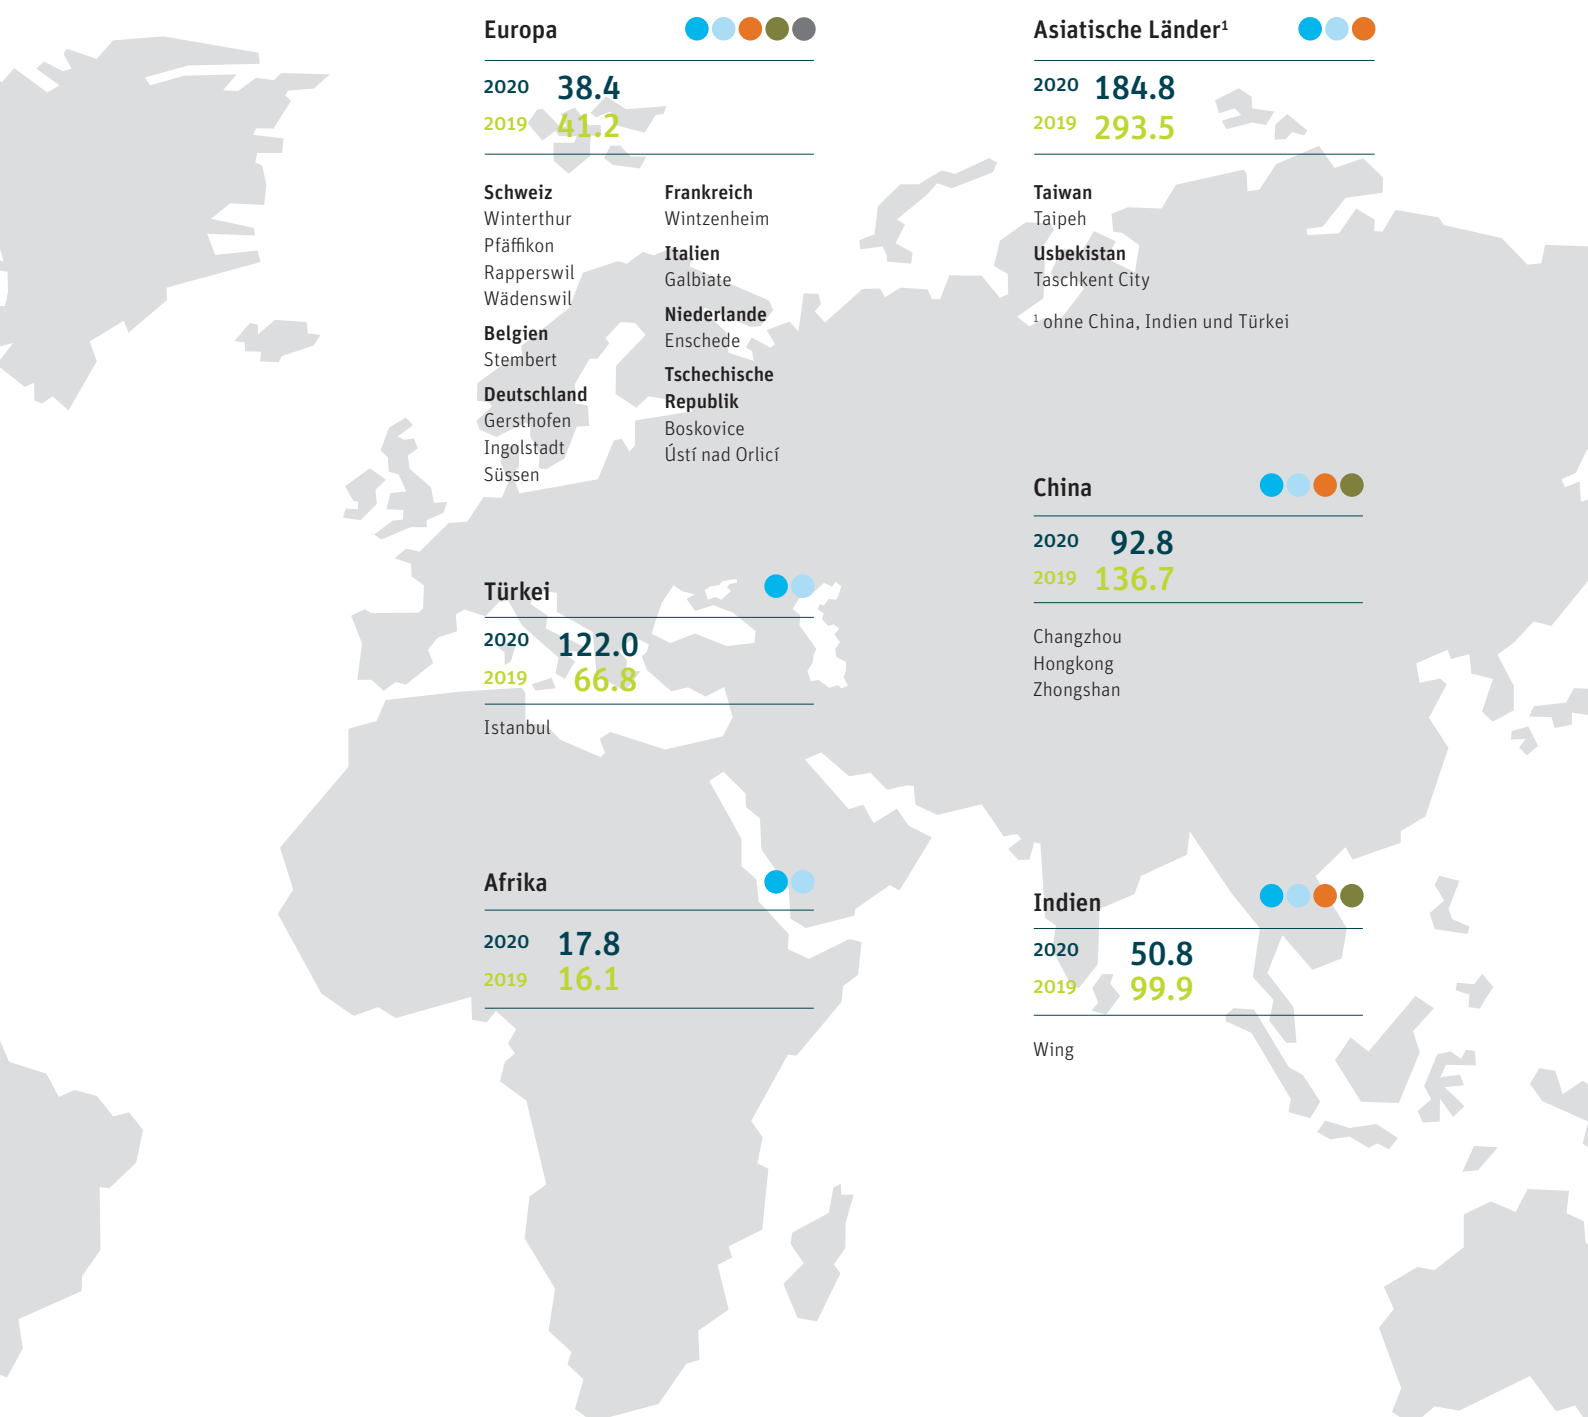 Europa
2020 38.4
2019 41.2
Schweiz
Winterthur
Pfäffikon
Rapperswil
Wädenswil
Belgien
Stembert
Deutschland
Gersthofen
Ingolstadt
Süssen
Frankreich
Wintzenheim
Italien
Galbiate
Niederlande
Enschede
Tschechische
Republik
Boskovice
Ústí nad Orlicí
Asiatische Länder¹
2020 184.8
2019 293.5
Taiwan
Taipeh
Usbekistan
Taschkent City
¹ ohne China, Indien und Türkei
China
2020 92.8
2019 136.7
Changzhou
Hongkong
Zhongshan
Türkei
2020 122.0
2019 66.8
Istanbul
Afrika
2020 17.8
2019 16.1
Indien
2020 50.8
2019 99.9
Wing